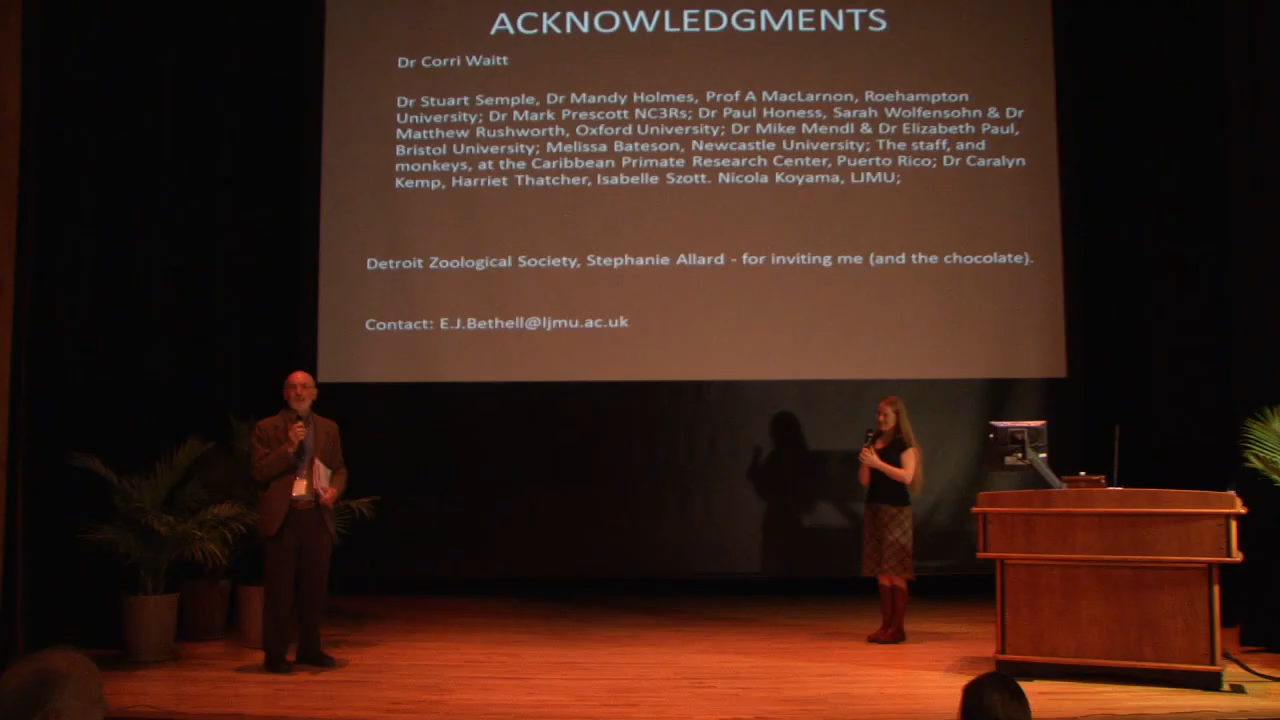 ACKNOWLEDGMENTS
Dr Corri Waitt
Dr Stuart Semple, Dr Mandy Holmes, Prof A MacLarnon, Roehampton
University; Dr Mark Prescott NC3Rs; Dr Paul Honess, Sarah Wolfensohn & Dr
Matthew Rushworth, Oxford University; Dr Mike Mendl & Dr Elizabeth Paul,
Bristol University; Melissa Bateson, Newcastle University; The staff, and
monkeys, at the Caribbean Primate Research Center, Puerto Rico; Dr Caralyn
Kemp, Harriet Thatcher, Isabelle Szott. Nicola Koyama, LJMU;
Detroit Zoological Society, Stephanie Allard - for inviting me (and the chocolate).
Contact: E.J.Bethell@ljmu.ac.uk